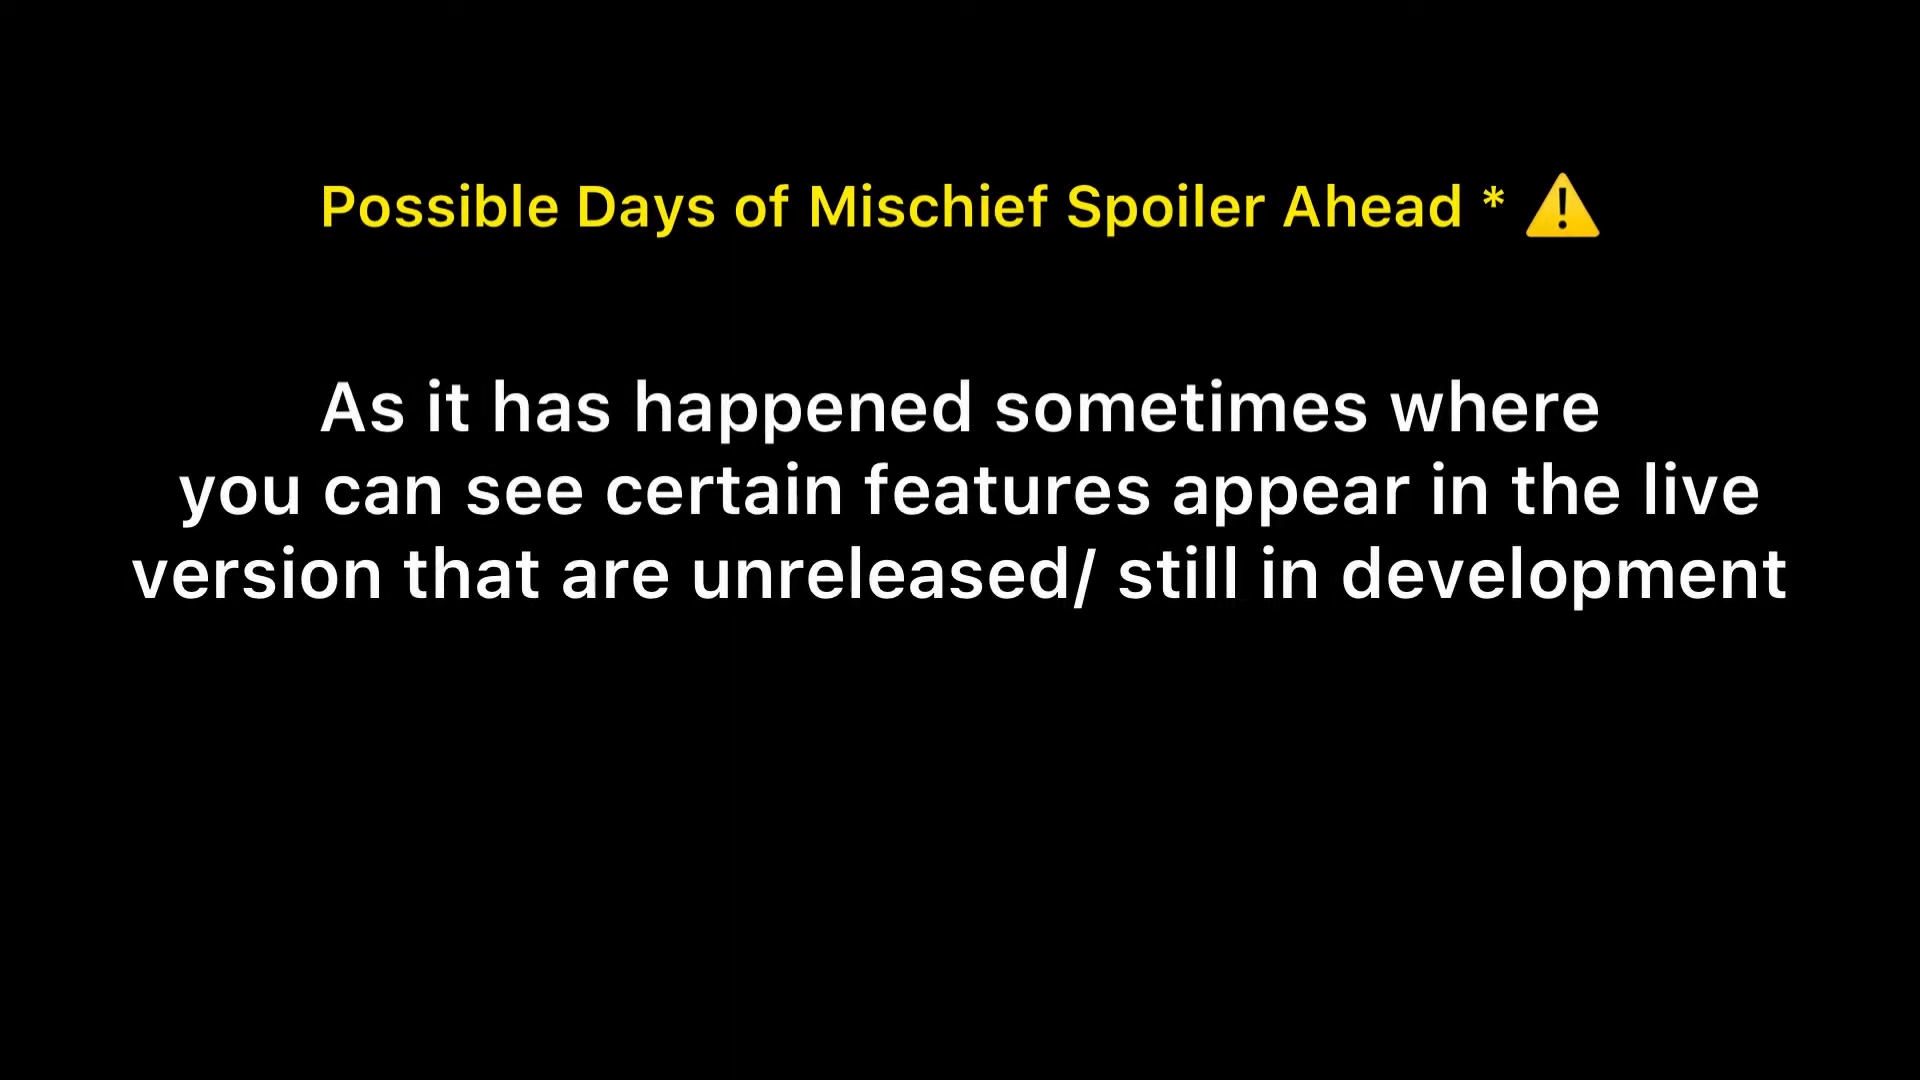 Possible Days of Mischief Spoiler Ahead * ⚠️
As it has happened sometimes where
you can see certain features appear in the live
version that are unreleased/ still in development